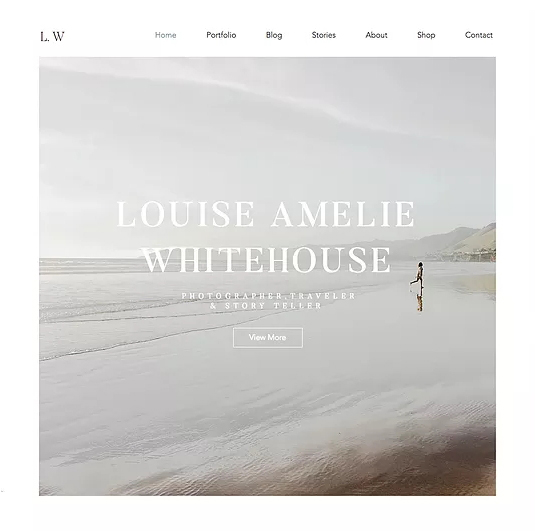 L. W
Home Portfolio Blog Stories About Shop Contact
LOUISE AMELIE
WHITEHOUSE
PHOTOGRAPHER,TRAVELER
& STORY TELLER
View More